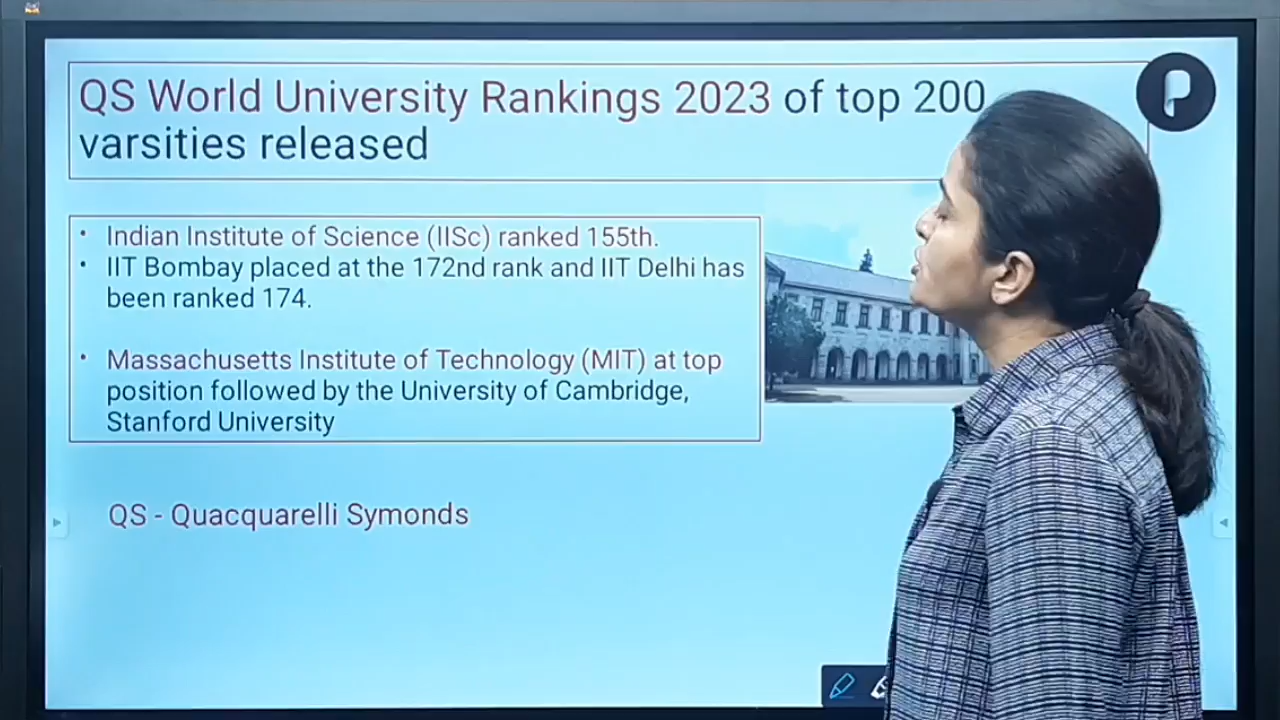 QS World University Rankings 2023 of top 200
varsities released
• Indian Institute of Science (IISc) ranked 155th.
• IIT Bombay placed at the 172nd rank and IIT Delhi has
been ranked 174.
• Massachusetts Institute of Technology (MIT) at top
position followed by the University of Cambridge,
Stanford University
QS - Quacquarelli Symonds